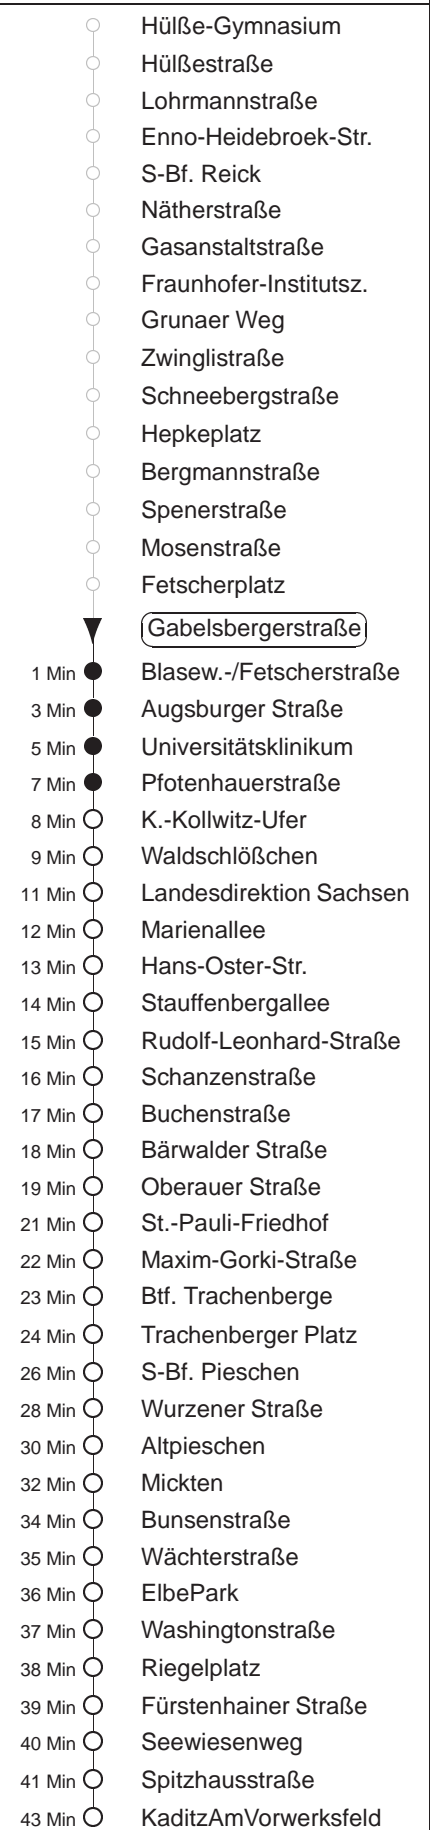 Hülße-Gymnasium
Hülßestraße
Lohrmannstraße
Enno-Heidebroek-Str.
S-Bf. Reick
Nätherstraße
Gasanstaltstraße
Fraunhofer-Institutsz.
Grunaer Weg
Zwinglistraße
Schneebergstraße
Hepkeplatz
Bergmannstraße
Spenerstraße
Mosenstraße
Fetscherplatz
Gabelsbergerstraße
1 Min Blasew.-/Fetscherstraße
3 Min Augsburger Straße
5 Min Universitätsklinikum
7 Min Pfotenhauerstraße
8 Min K.-Kollwitz-Ufer
9 Min Waldschlößchen
11 Min Landesdirektion Sachsen
12 Min Marienallee
13 Min Hans-Oster-Str.
14 Min Stauffenbergallee
15 Min Rudolf-Leonhard-Straße
16 Min Schanzenstraße
17 Min Buchenstraße
18 Min Bärwalder Straße
19 Min Oberauer Straße
21 Min St.-Pauli-Friedhof
22 Min Maxim-Gorki-Straße
23 Min Btf. Trachenberge
24 Min Trachenberger Platz
26 Min S-Bf. Pieschen
28 Min Wurzener Straße
30 Min Altpieschen
32 Min Mickten
34 Min Bunsenstraße
35 Min Wächterstraße
36 Min ElbePark
37 Min Washingtonstraße
38 Min Riegelplatz
39 Min Fürstenhainer Straße
40 Min Seewiesenweg
41 Min Spitzhausstraße
43 Min KaditzAmVorwerksfeld